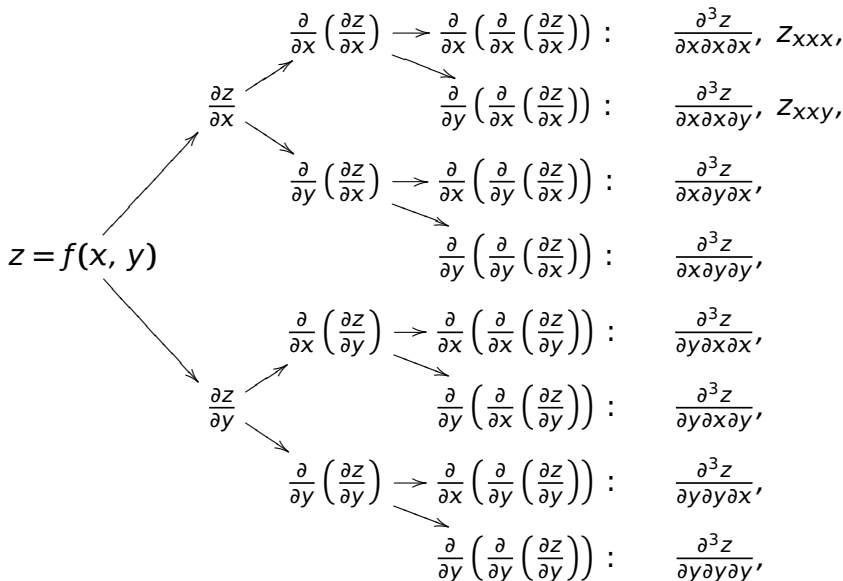 ∂/∂x (∂z/∂x) → ∂/∂x (∂/∂x (∂z/∂x)) : ∂³z/∂x∂x∂x, z_xxx,
∂z/∂x ∂/∂y (∂/∂x (∂z/∂x)) : ∂³z/∂x∂x∂y, z_xxy,
∂/∂y (∂z/∂x) → ∂/∂x (∂/∂y (∂z/∂x)) : ∂³z/∂x∂y∂x,
z = f(x, y) ∂/∂y (∂/∂y (∂z/∂x)) : ∂³z/∂x∂y∂y,
∂/∂x (∂z/∂y) → ∂/∂x (∂/∂x (∂z/∂y)) : ∂³z/∂y∂x∂x,
∂z/∂y ∂/∂y (∂/∂x (∂z/∂y)) : ∂³z/∂y∂x∂y,
∂/∂y (∂z/∂y) → ∂/∂x (∂/∂y (∂z/∂y)) : ∂³z/∂y∂y∂x,
∂/∂y (∂/∂y (∂z/∂y)) : ∂³z/∂y∂y∂y,